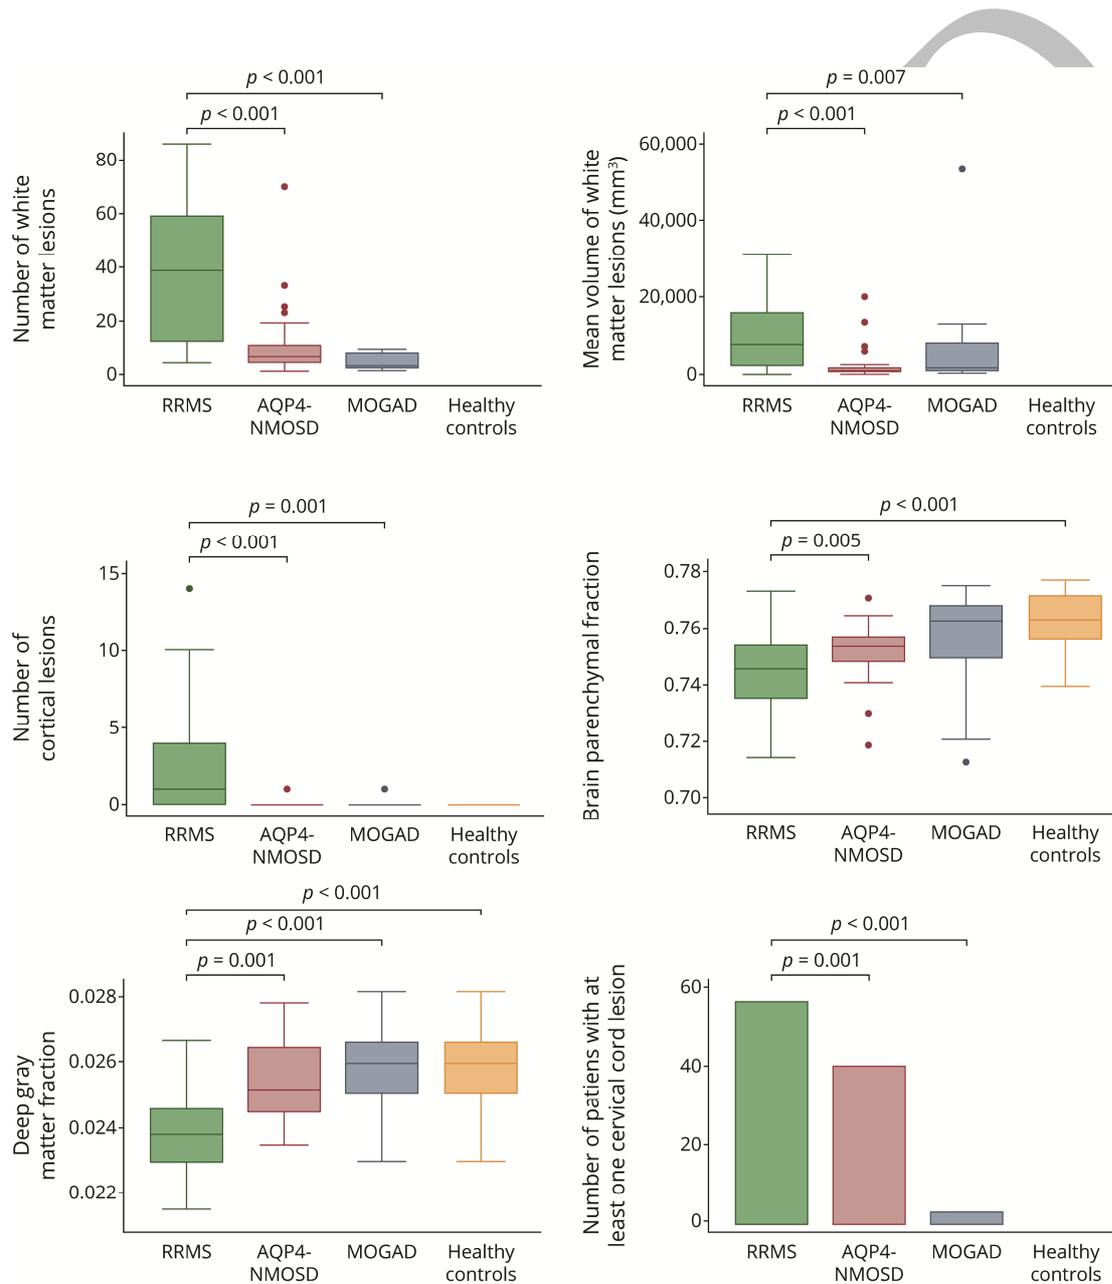 p < 0.001
p < 0.001
Number of white
matter lesions
80
60
40
20
0
RRMS
AQP4-
NMOSD
MOGAD
Healthy
controls
p = 0.007
p < 0.001
Mean volume of white
matter lesions (mm³)
60,000
40,000
20,000
0
RRMS
AQP4-
NMOSD
MOGAD
Healthy
controls
p = 0.001
p < 0.001
Number of
cortical lesions
15
10
5
0
RRMS
AQP4-
NMOSD
MOGAD
Healthy
controls
p < 0.001
p = 0.005
Brain parenchymal fraction
0.78
0.76
0.74
0.72
0.70
RRMS
AQP4-
NMOSD
MOGAD
Healthy
controls
p < 0.001
p < 0.001
p = 0.001
Deep gray
matter fraction
0.028
0.026
0.024
0.022
RRMS
AQP4-
NMOSD
MOGAD
Healthy
controls
p < 0.001
p = 0.001
Number of patiens with at
least one cervical cord lesion
60
40
20
0
RRMS
AQP4-
NMOSD
MOGAD
Healthy
controls